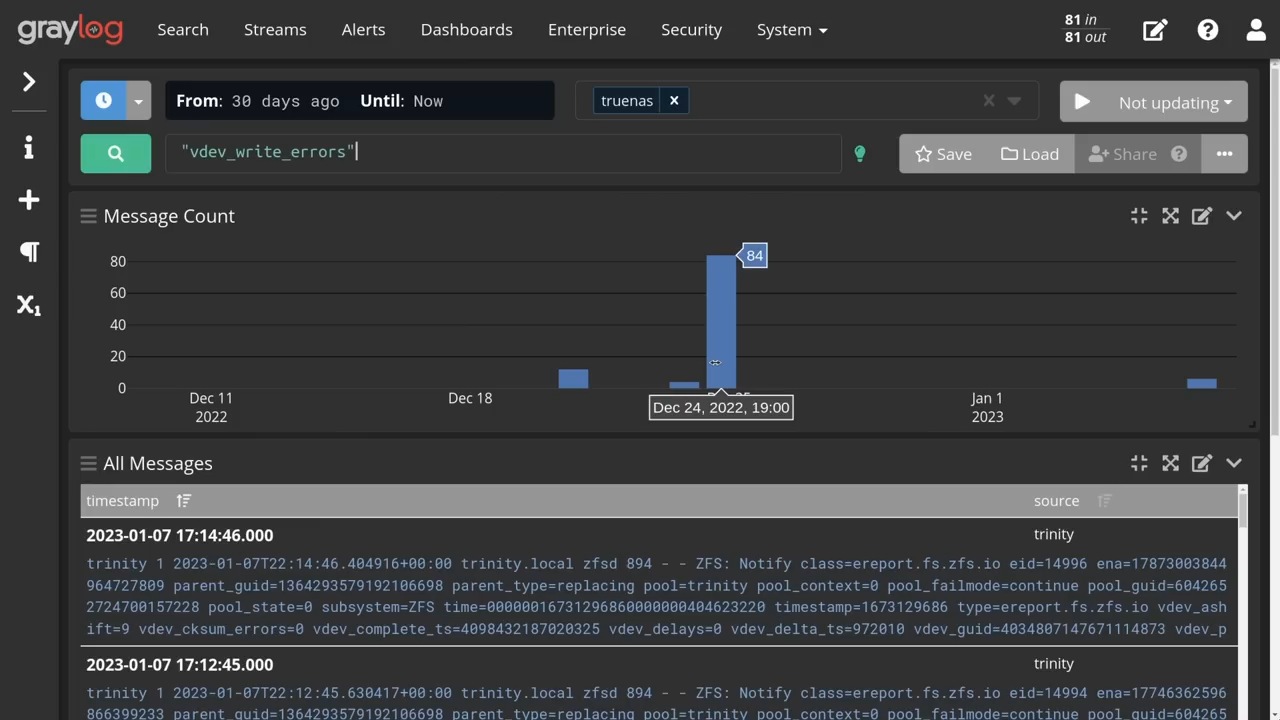 graylog Search Streams Alerts Dashboards Enterprise Security System 81 in
81 out
From: 30 days ago Until: Now truenas x Not updating
"vdev_write_errors" Save Load Share
Message Count
84
80
60
40
20
0
Dec 11
2022
Dec 18
Dec 24, 2022, 19:00
Jan 1
2023
All Messages
timestamp source
2023-01-07 17:14:46.000 trinity
trinity 1 2023-01-07T22:14:46.404916+00:00 trinity.local zfsd 894 - - ZFS: Notify class=ereport.fs.zfs.io eid=14996 ena=17873003844
964727809 parent_guid=1364293579192106698 parent_type=replacing pool=trinity pool_context=0 pool_failmode=continue pool_guid=604265
2724700157228 pool_state=0 subsystem=ZFS time=00000016731296860000000404623220 timestamp=1673129686 type=ereport.fs.zfs.io vdev_ash
ift=9 vdev_cksum_errors=0 vdev_complete_ts=4098432187020325 vdev_delays=0 vdev_delta_ts=972010 vdev_guid=4034807147671114873 vdev_p
2023-01-07 17:12:45.000 trinity
trinity 1 2023-01-07T22:12:45.630417+00:00 trinity.local zfsd 894 - - ZFS: Notify class=ereport.fs.zfs.io eid=14994 ena=17746362596
866399233 parent_guid=1364293579192106698 parent_type=replacing pool=trinity pool_context=0 pool_failmode=continue pool_guid=604265